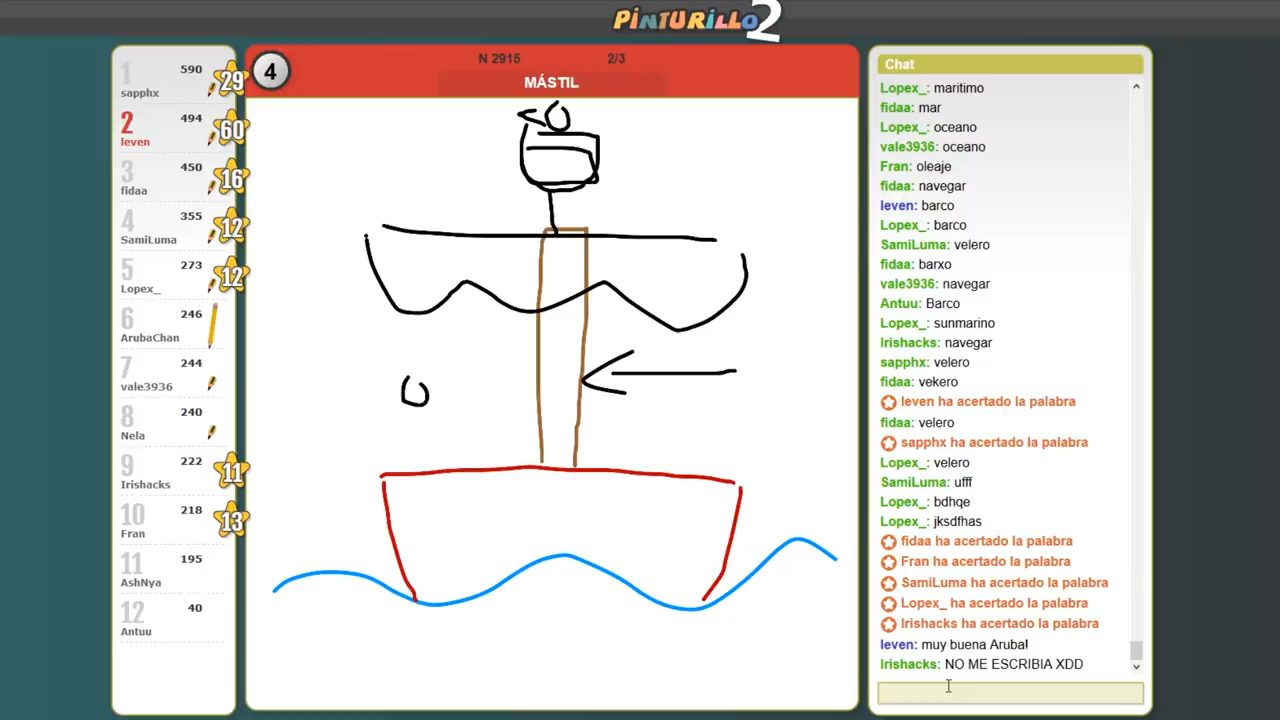 PiNTURiLLO2
1 590 29
sapphx
2 494 60
leven
3 450 16
fidaa
4 355 12
SamiLuma
5 273 12
Lopex_
6 246
ArubaChan
7 244
vale3936
8 240
Nela
9 222 11
Irishacks
10 218 13
Fran
11 195
AshNya
12 40
Antuu
4
N 2915 2/3
MÁSTIL
Chat
Lopex_: maritimo
fidaa: mar
Lopex_: oceano
vale3936: oceano
Fran: oleaje
fidaa: navegar
leven: barco
Lopex_: barco
SamiLuma: velero
fidaa: barxo
vale3936: navegar
Antuu: Barco
Lopex_: sunmarino
Irishacks: navegar
sapphx: velero
fidaa: vekero
leven ha acertado la palabra
fidaa: velero
sapphx ha acertado la palabra
Lopex_: velero
SamiLuma: ufff
Lopex_: bdhqe
Lopex_: jksdfhas
fidaa ha acertado la palabra
Fran ha acertado la palabra
SamiLuma ha acertado la palabra
Lopex_ ha acertado la palabra
Irishacks ha acertado la palabra
leven: muy buena Aruba!
Irishacks: NO ME ESCRIBIA XDD